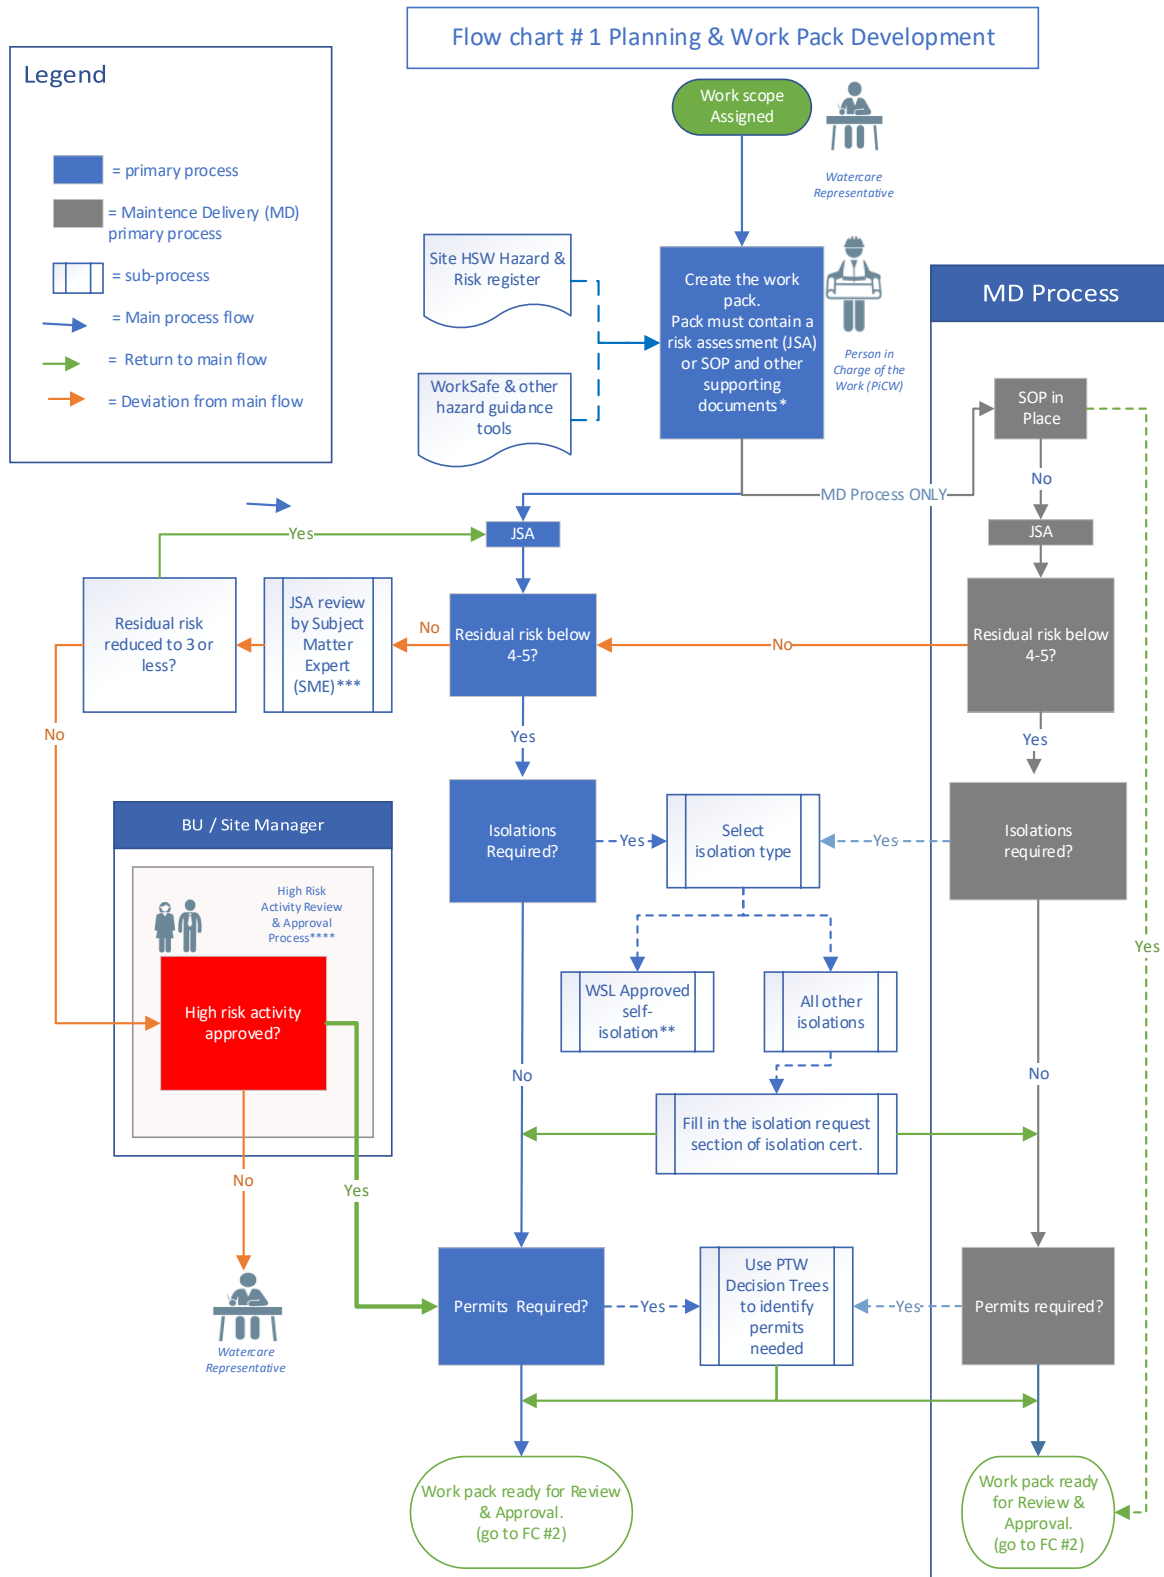 Flow chart # 1 Planning & Work Pack Development
Legend
= primary process
= Maintence Delivery (MD)
primary process
= sub-process
= Main process flow
= Return to main flow
= Deviation from main flow
Work scope
Assigned
Watercare
Representative
Site HSW Hazard &
Risk register
WorkSafe & other
hazard guidance
tools
Create the work
pack.
Pack must contain a
risk assessment (JSA)
or SOP and other
supporting
documents*
Person in
Charge of the
Work (PiCW)
MD Process
SOP in
Place
No
MD Process ONLY
JSA
JSA
Yes
Residual risk
reduced to 3 or
less?
JSA review
by Subject
Matter
Expert
(SME)***
No
Residual risk below
4-5?
No
Residual risk below
4-5?
No
Yes
Yes
BU / Site Manager
High Risk
Activity Review
& Approval
Process****
High risk activity
approved?
Isolations
Required?
Yes
Select
isolation type
Yes
Isolations
required?
Yes
WSL Approved
self-
isolation**
All other
isolations
No
No
Fill in the isolation request
section of isolation cert.
No
Yes
Watercare
Representative
Permits Required?
Yes
Use PTW
Decision Trees
to identify
permits
needed
Yes
Permits required?
Work pack ready for Review
& Approval.
(go to FC #2)
Work pack ready
for Review &
Approval.
(go to FC #2)